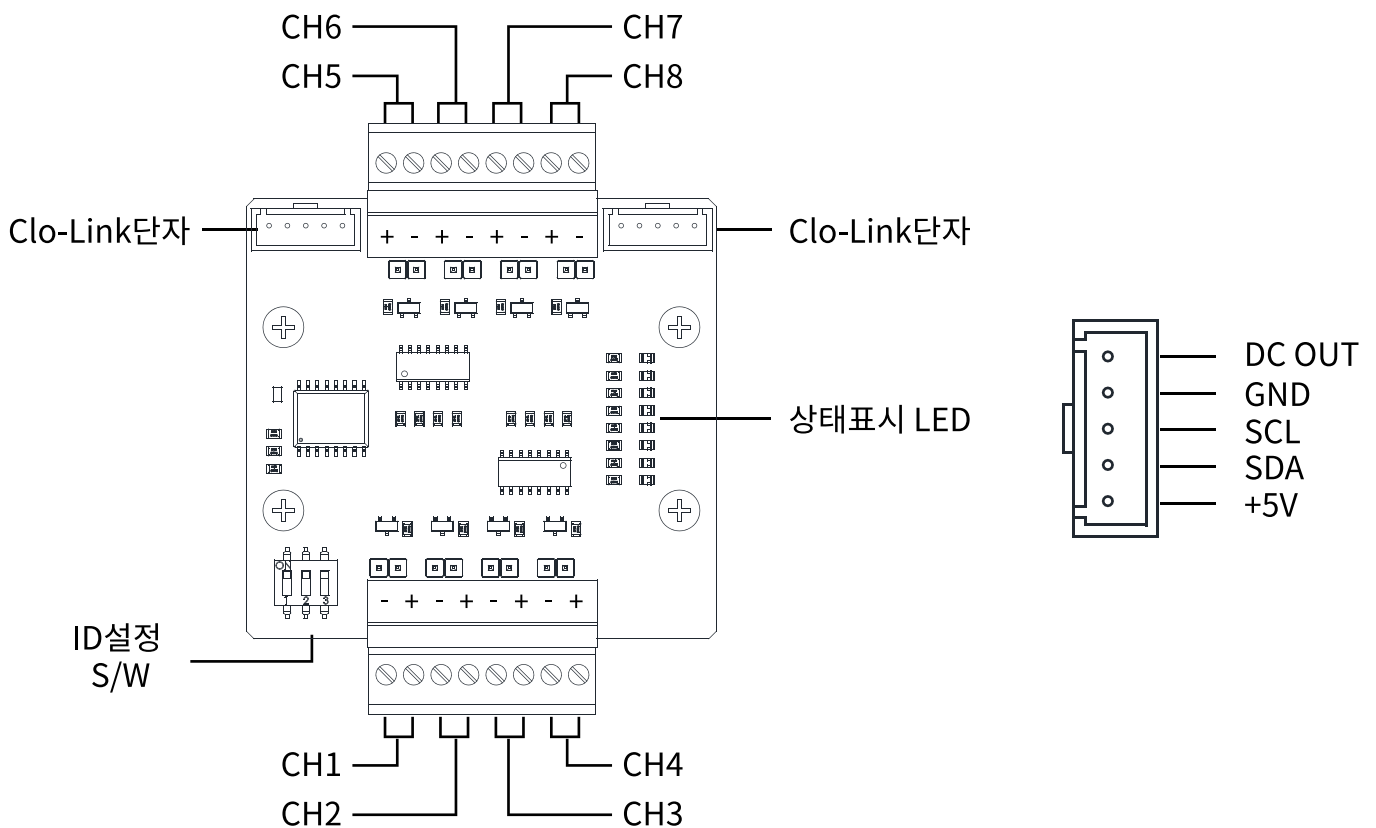 CH6
CH7
CH5
CH8
Clo-Link단자
Clo-Link단자
+ - + - + - + -
상태표시 LED
DC OUT
GND
SCL
SDA
+5V
1 2 3
- + - + - + - +
ID설정
S/W
CH1
CH4
CH2
CH3